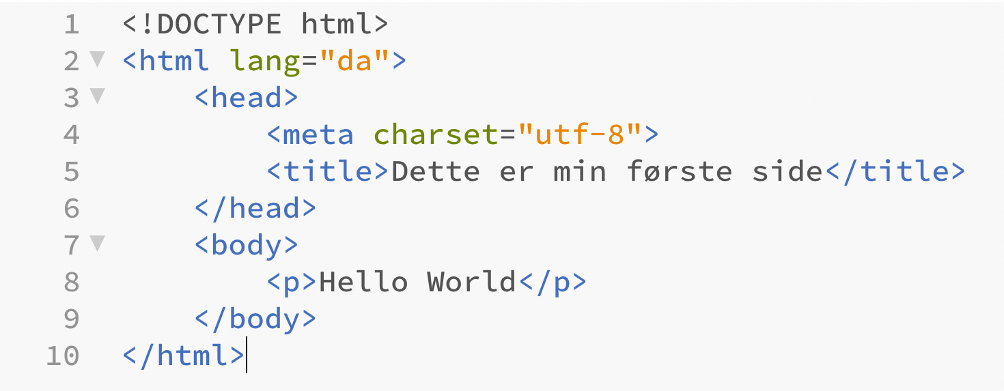 1 <!DOCTYPE html>
2 <html lang="da">
3     <head>
4         <meta charset="utf-8">
5         <title>Dette er min første side</title>
6     </head>
7     <body>
8         <p>Hello World</p>
9     </body>
10 </html>